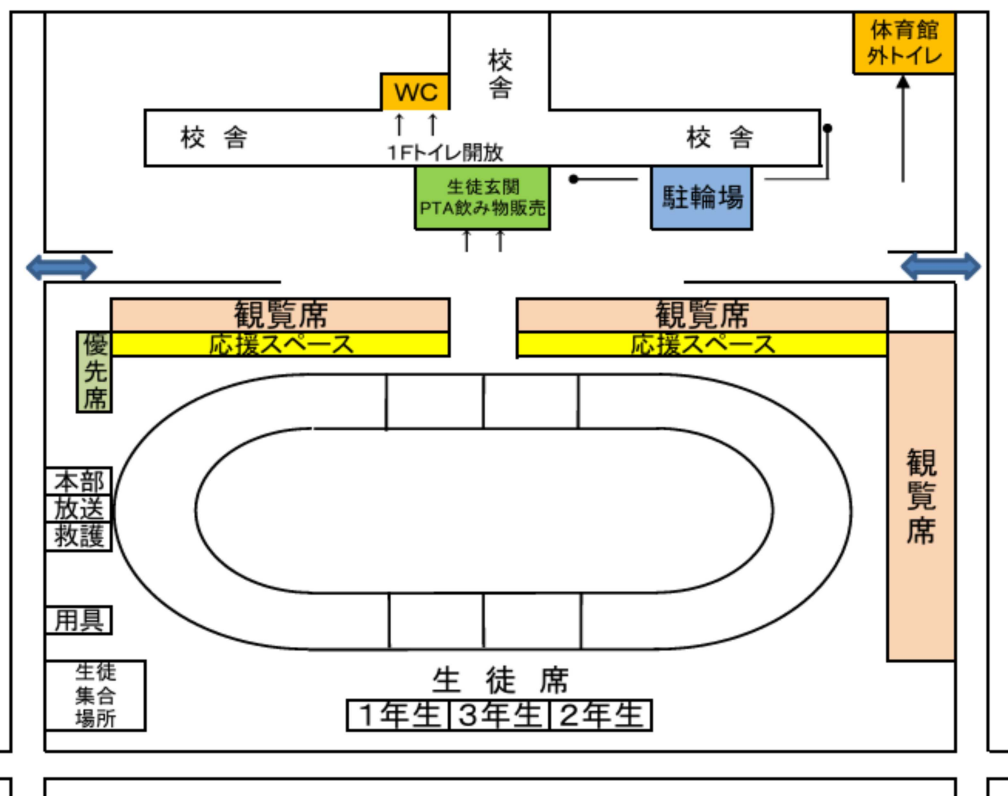 体育館
外トイレ
校
舎
WC
校 舎
校 舎
1Fトイレ開放
生徒玄関
PTA飲み物販売
駐輪場
観覧席
観覧席
応援スペース
応援スペース
優
先
席
観
覧
席
本部
放送
救護
用具
生徒
集合
場所
生 徒 席
1年生 3年生 2年生